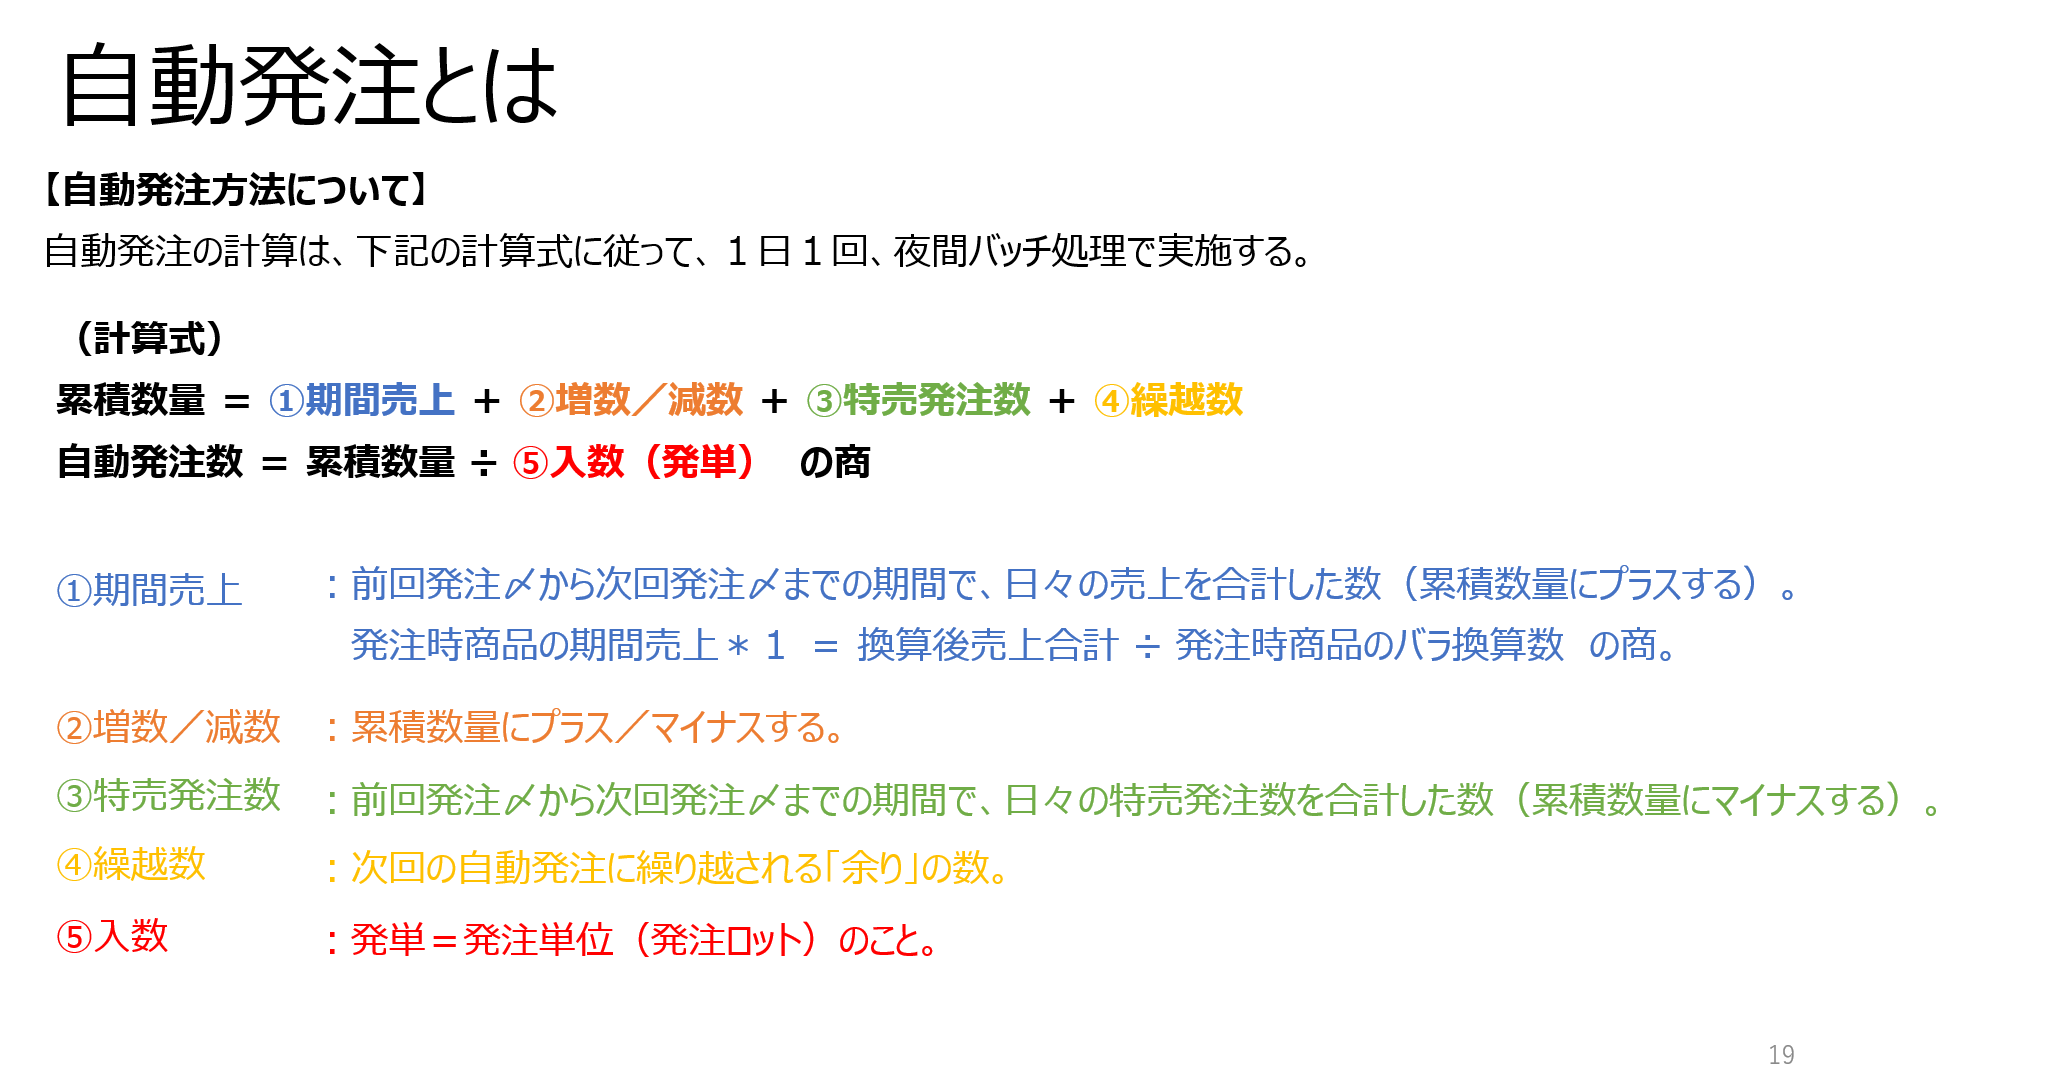 自動発注とは
【自動発注方法について】
自動発注の計算は、下記の計算式に従って、１日１回、夜間バッチ処理で実施する。
（計算式）
累積数量 ＝ ①期間売上 ＋ ②増数／減数 ＋ ③特売発注数 ＋ ④繰越数
自動発注数 ＝ 累積数量 ÷ ⑤入数（発単）　の商
①期間売上　：前回発注〆から次回発注〆までの期間で、日々の売上を合計した数（累積数量にプラスする）。
発注時商品の期間売上＊１ ＝ 換算後売上合計 ÷ 発注時商品のバラ換算数　の商。
②増数／減数　：累積数量にプラス／マイナスする。
③特売発注数　：前回発注〆から次回発注〆までの期間で、日々の特売発注数を合計した数（累積数量にマイナスする）。
④繰越数　：次回の自動発注に繰り越される「余り」の数。
⑤入数　：発単＝発注単位（発注ロット）のこと。
19